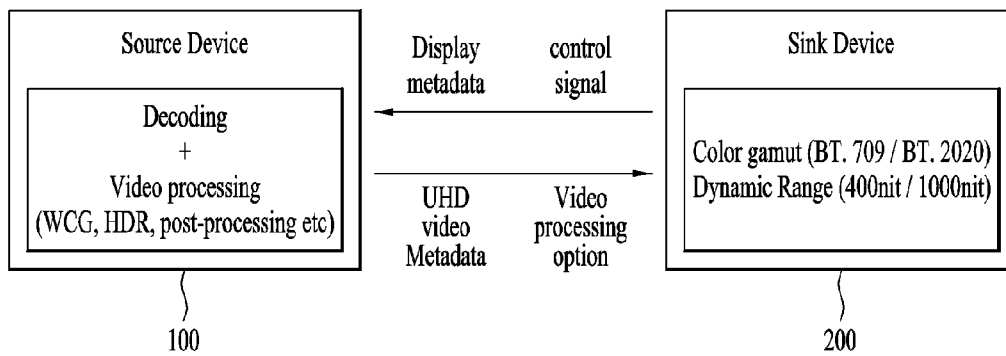 Source Device
Decoding
+
Video processing
(WCG, HDR, post-processing etc)
100
Display
metadata
control
signal
UHD
video
Metadata
Video
processing
option
Sink Device
Color gamut (BT. 709 / BT. 2020)
Dynamic Range (400nit / 1000nit)
200